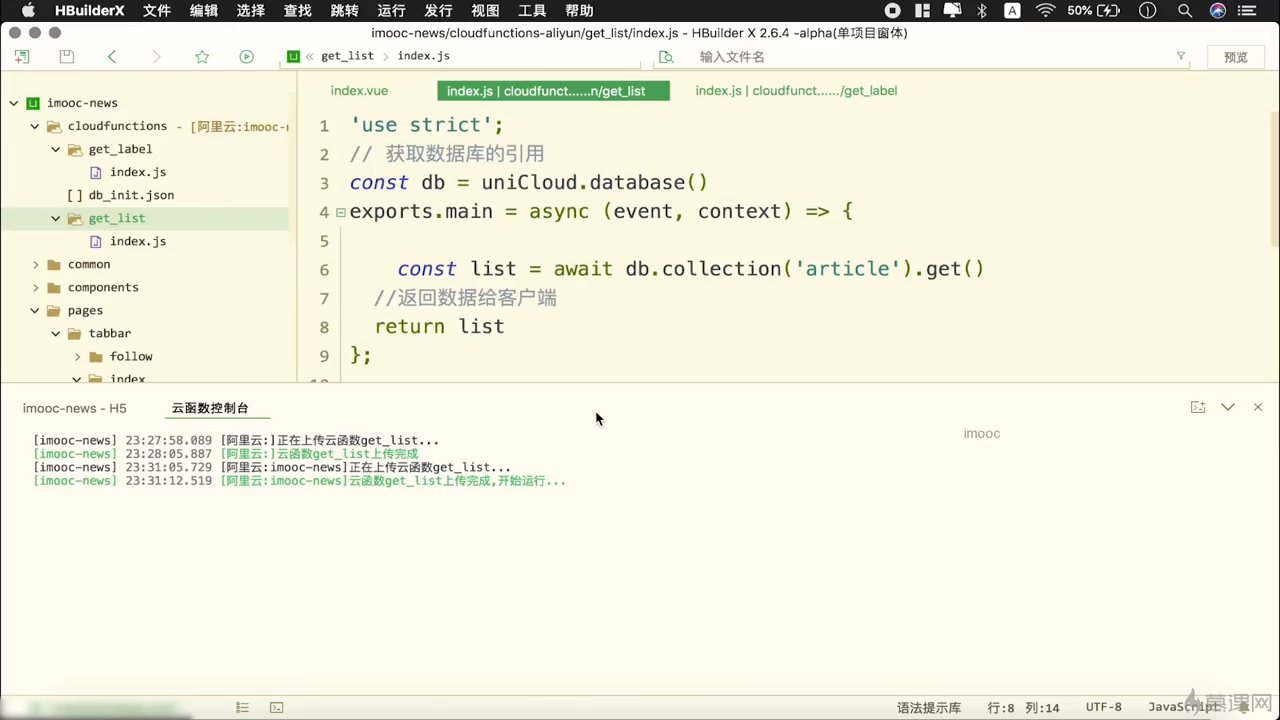 HBuilderX 文件 编辑 选择 查找 跳转 运行 发行 视图 工具 帮助 A 50%
imooc-news/cloudfunctions-aliyun/get_list/index.js - HBuilder X 2.6.4 -alpha(单项目窗体)
get_list index.js 输入文件名 预览
index.vue index.js | cloudfunct......n/get_list index.js | cloudfunct....../get_label
imooc-news
cloudfunctions - [阿里云:imooc-n
get_label
index.js
[ ] db_init.json
get_list
index.js
common
components
pages
tabbar
follow
index
1 'use strict';
2 // 获取数据库的引用
3 const db = uniCloud.database()
4 exports.main = async (event, context) => {
5
6 const list = await db.collection('article').get()
7 //返回数据给客户端
8 return list
9 };
10
imooc-news - H5 云函数控制台
imooc
[imooc-news] 23:27:58.089 [阿里云:]正在上传云函数get_list...
[imooc-news] 23:28:05.887 [阿里云:]云函数get_list上传完成
[imooc-news] 23:31:05.729 [阿里云:imooc-news]正在上传云函数get_list...
[imooc-news] 23:31:12.519 [阿里云:imooc-news]云函数get_list上传完成,开始运行...
语法提示库 行:8 列:14 UTF-8 JavaScript
慕课网